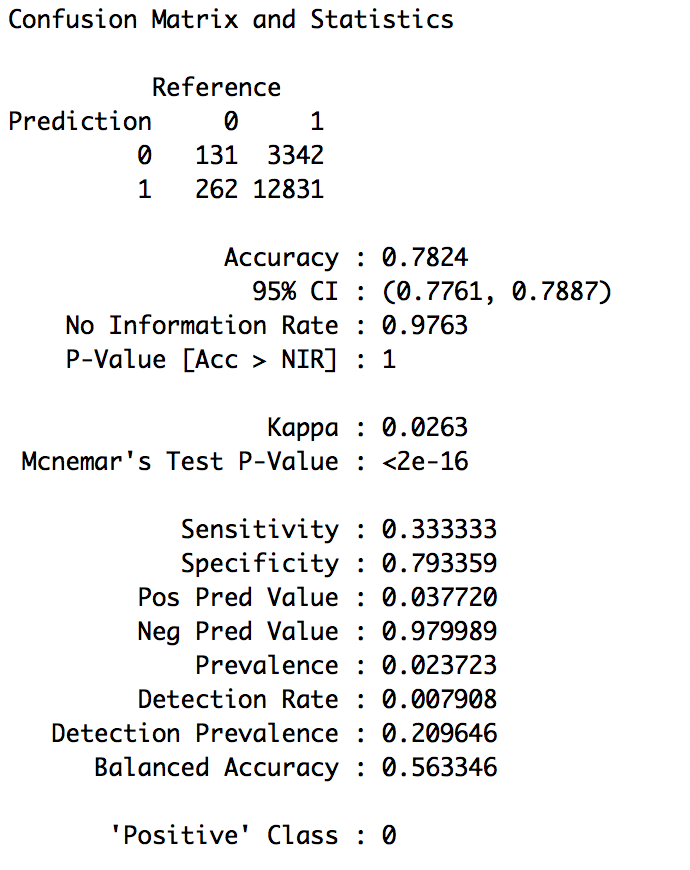 Confusion Matrix and Statistics
Reference
Prediction 0 1
0 131 3342
1 262 12831
Accuracy : 0.7824
95% CI : (0.7761, 0.7887)
No Information Rate : 0.9763
P-Value [Acc > NIR] : 1
Kappa : 0.0263
Mcnemar's Test P-Value : <2e-16
Sensitivity : 0.333333
Specificity : 0.793359
Pos Pred Value : 0.037720
Neg Pred Value : 0.979989
Prevalence : 0.023723
Detection Rate : 0.007908
Detection Prevalence : 0.209646
Balanced Accuracy : 0.563346
'Positive' Class : 0